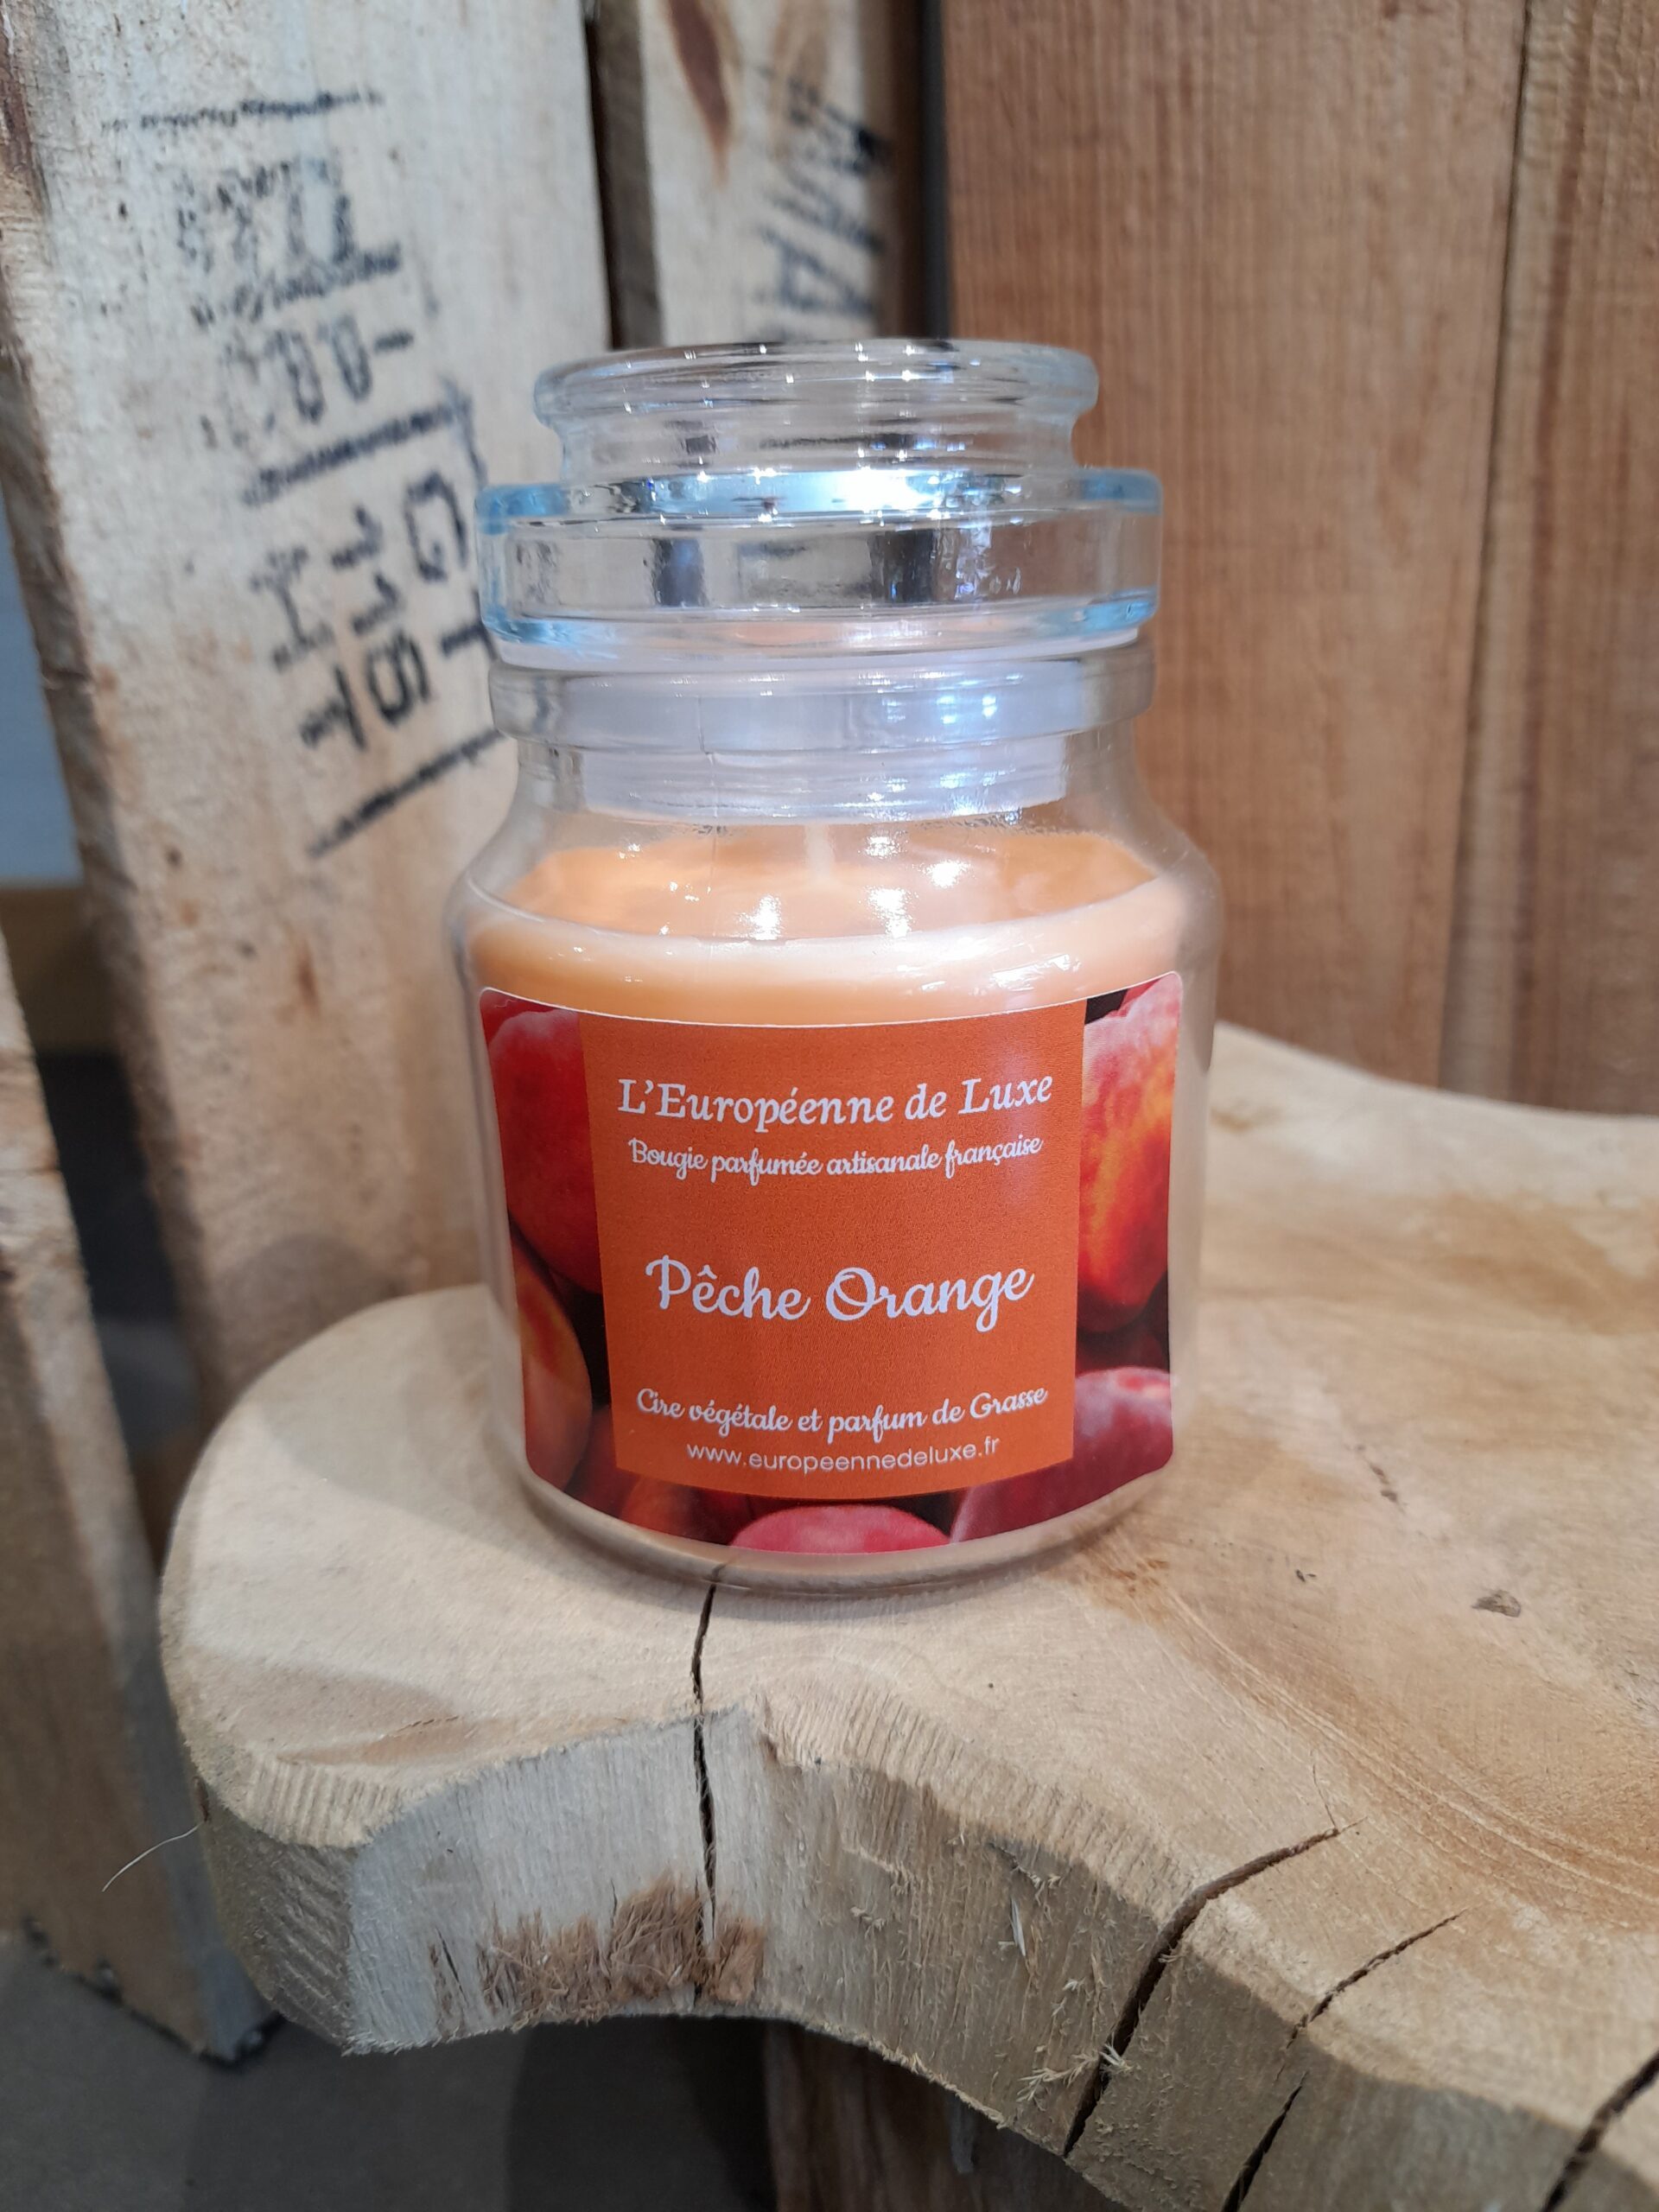 L'Européenne de Luxe
Bougie parfumée artisanale française
Pêche Orange
Cire végétale et parfum de Grasse
www.europeennedeluxe.fr